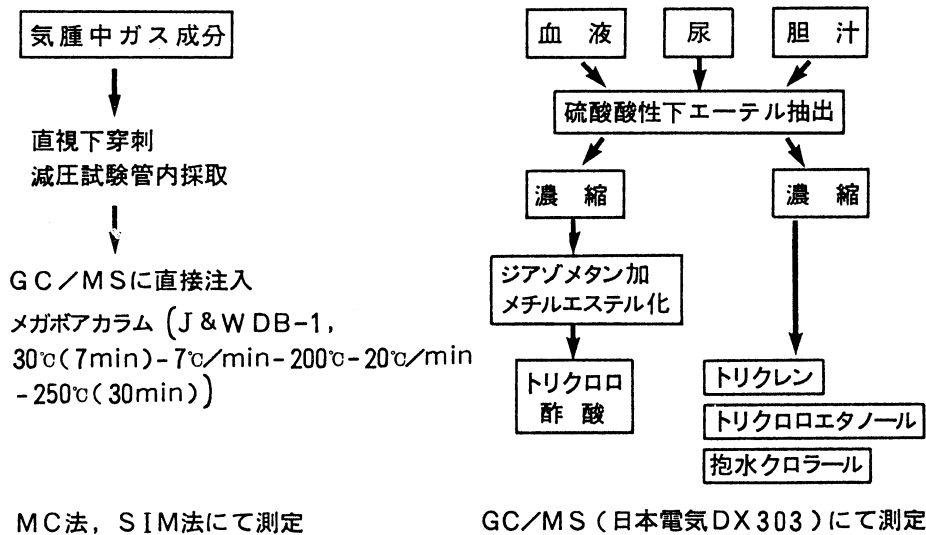 気腫中ガス成分
直視下穿刺
減圧試験管内採取
GC/MSに直接注入
メガボアカラム(J&W DB-1,
30℃(7min)-7℃/min-200℃-20℃/min
-250℃(30min))
MC法, SIM法にて測定
血液
尿
胆汁
硫酸酸性下エーテル抽出
濃縮
濃縮
ジアゾメタン加
メチルエステル化
トリクロロ
酢酸
トリクレン
トリクロロエタノール
抱水クロラール
GC/MS(日本電気DX303)にて測定